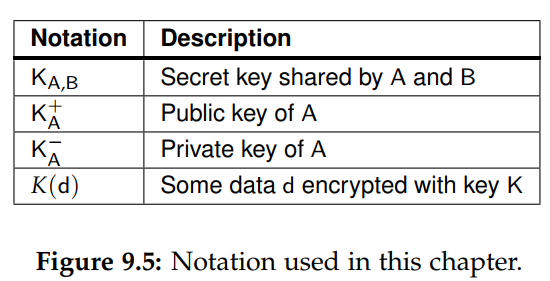 Notation Description
K_A,B Secret key shared by A and B
K_A^+ Public key of A
K_A^− Private key of A
K(d) Some data d encrypted with key K
Figure 9.5: Notation used in this chapter.